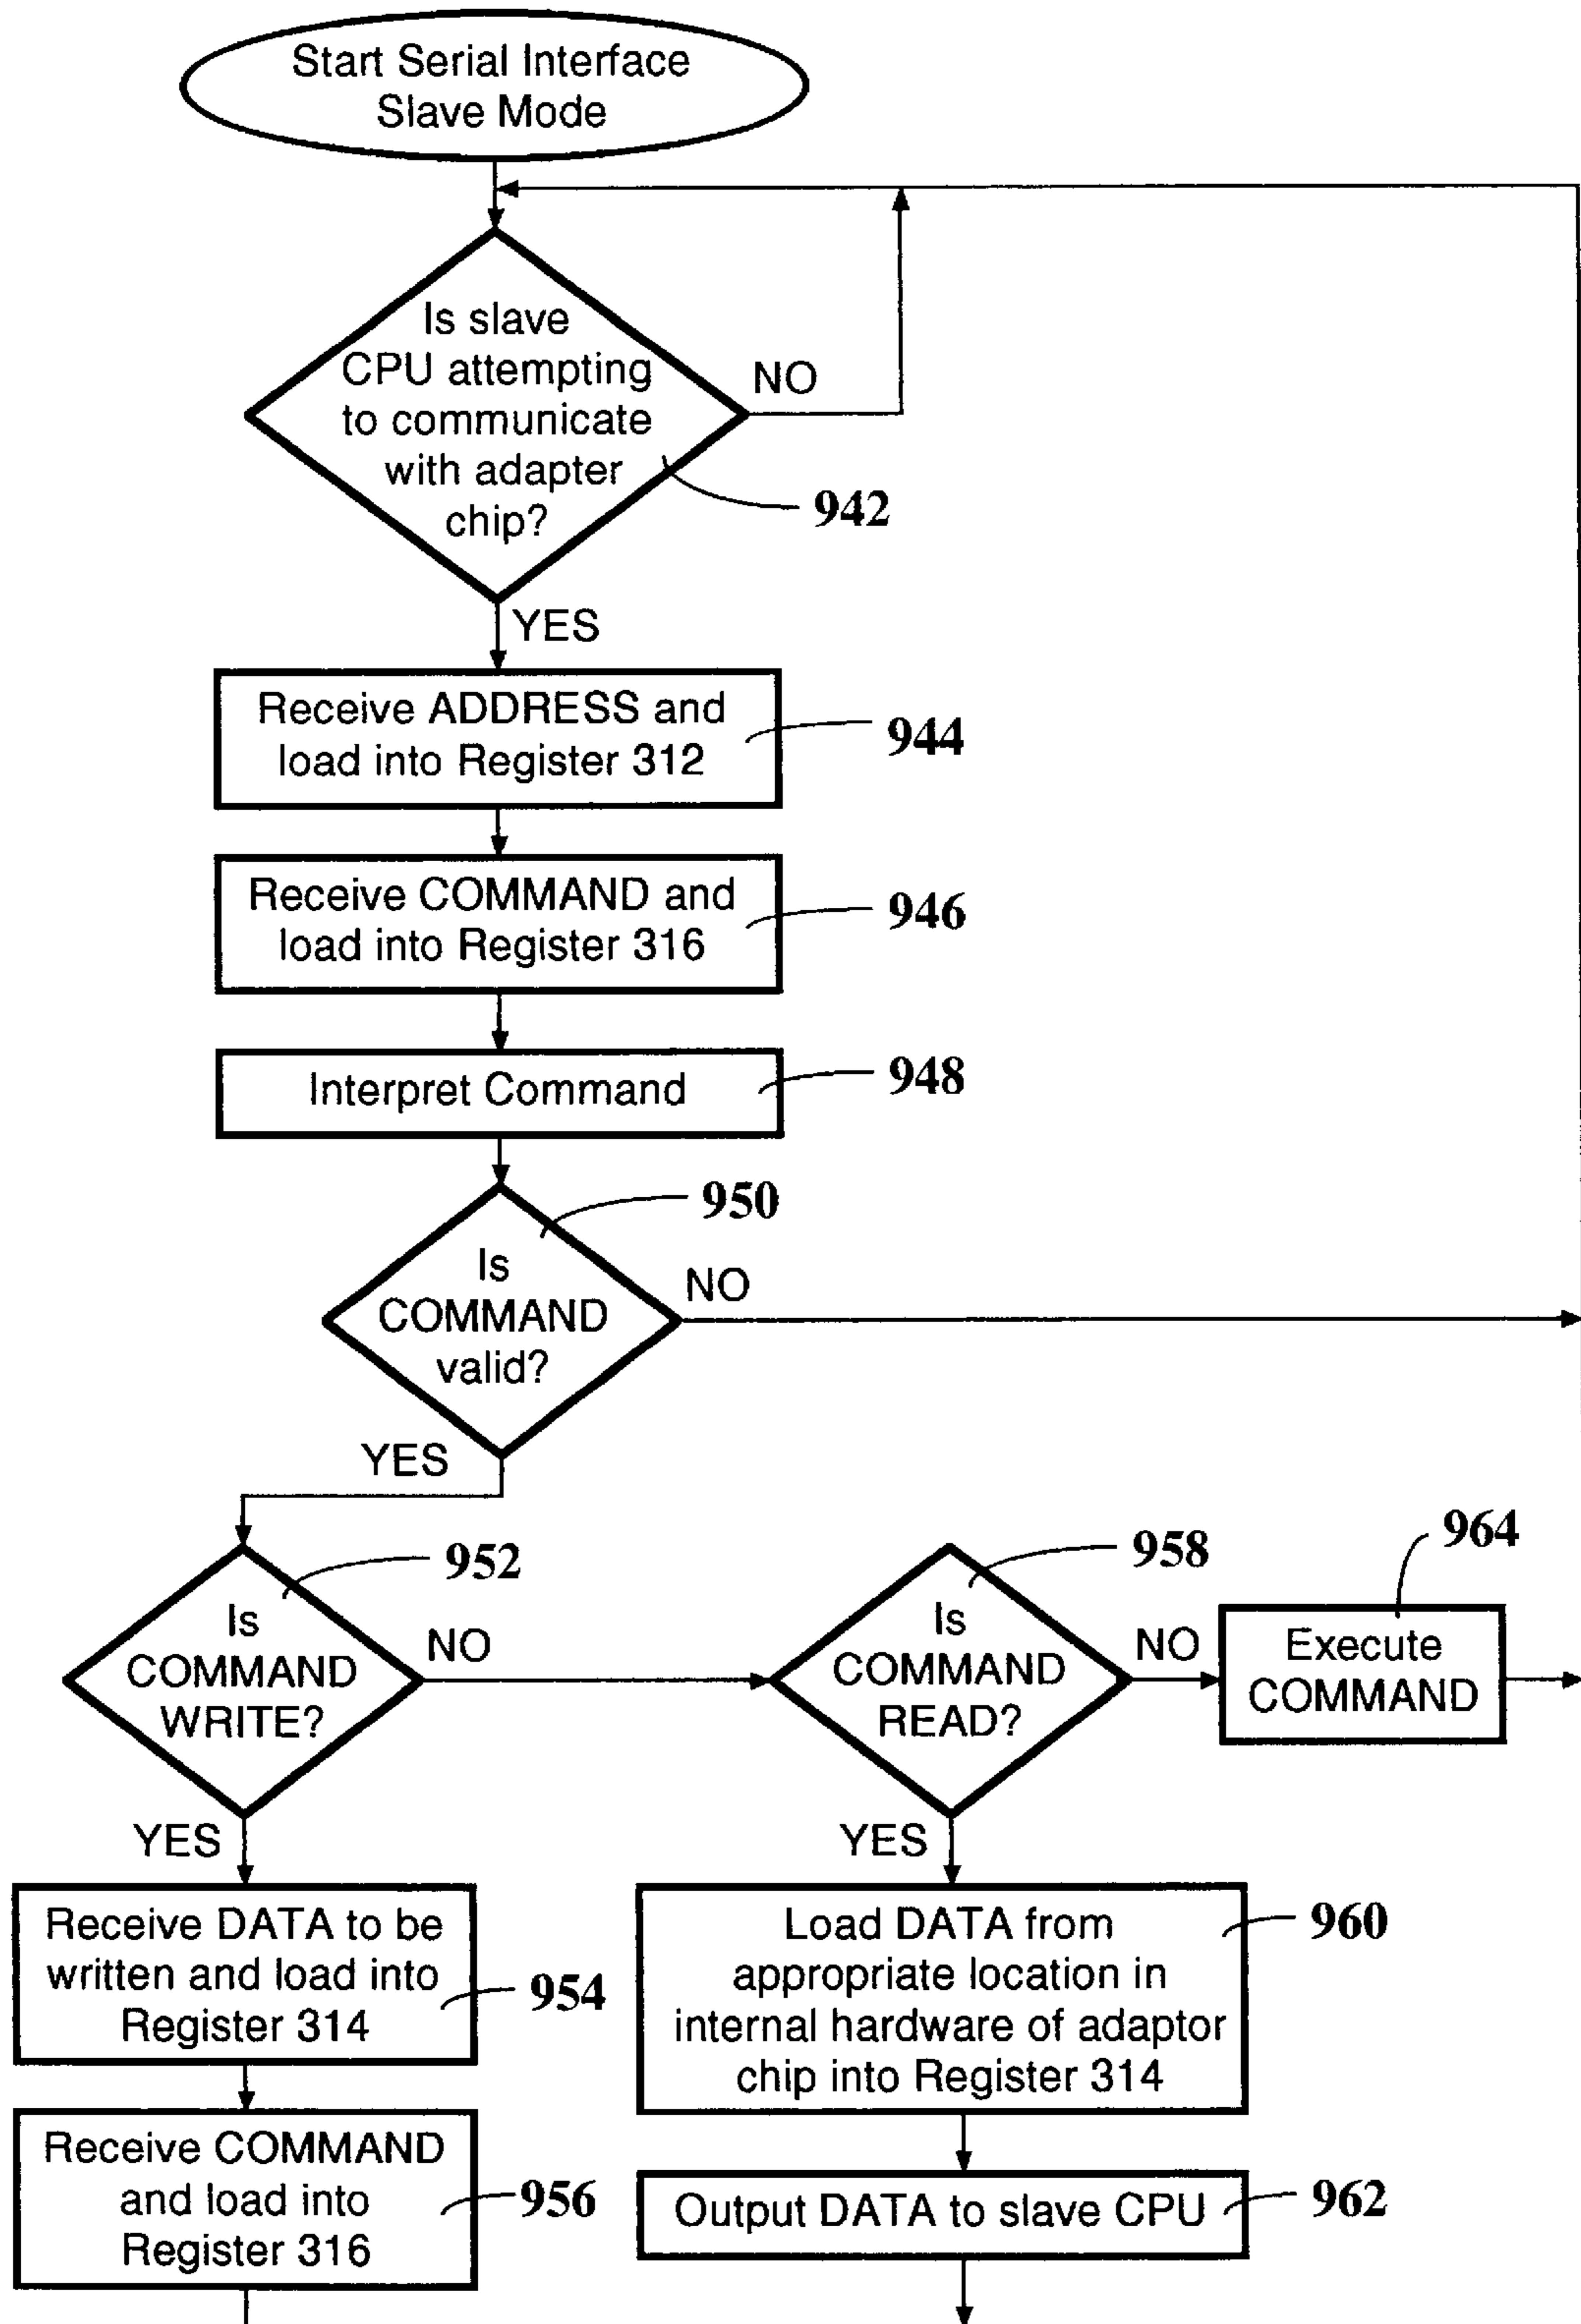 Start Serial Interface
Slave Mode
Is slave
CPU attempting
to communicate
with adapter
chip?
NO
942
YES
Receive ADDRESS and
load into Register 312
944
Receive COMMAND and
load into Register 316
946
Interpret Command
948
950
Is
COMMAND
valid?
NO
YES
952
Is
COMMAND
WRITE?
NO
958
Is
COMMAND
READ?
NO
964
Execute
COMMAND
YES
YES
Receive DATA to be
written and load into
Register 314
954
Load DATA from
appropriate location in
internal hardware of adaptor
chip into Register 314
960
Receive COMMAND
and load into
Register 316
956
Output DATA to slave CPU
962